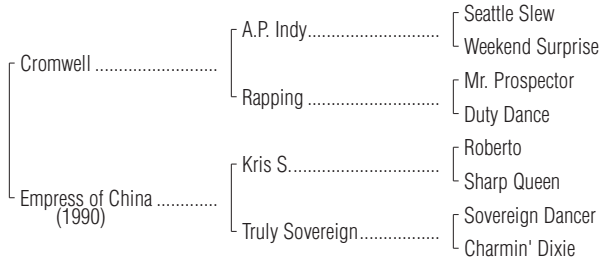 Seattle Slew
A.P. Indy..............................
Weekend Surprise
Cromwell ............................
Mr. Prospector
Rapping ..............................
Duty Dance
Roberto
Kris S...................................
Sharp Queen
Empress of China ..............
(1990)
Sovereign Dancer
Truly Sovereign..................
Charmin' Dixie